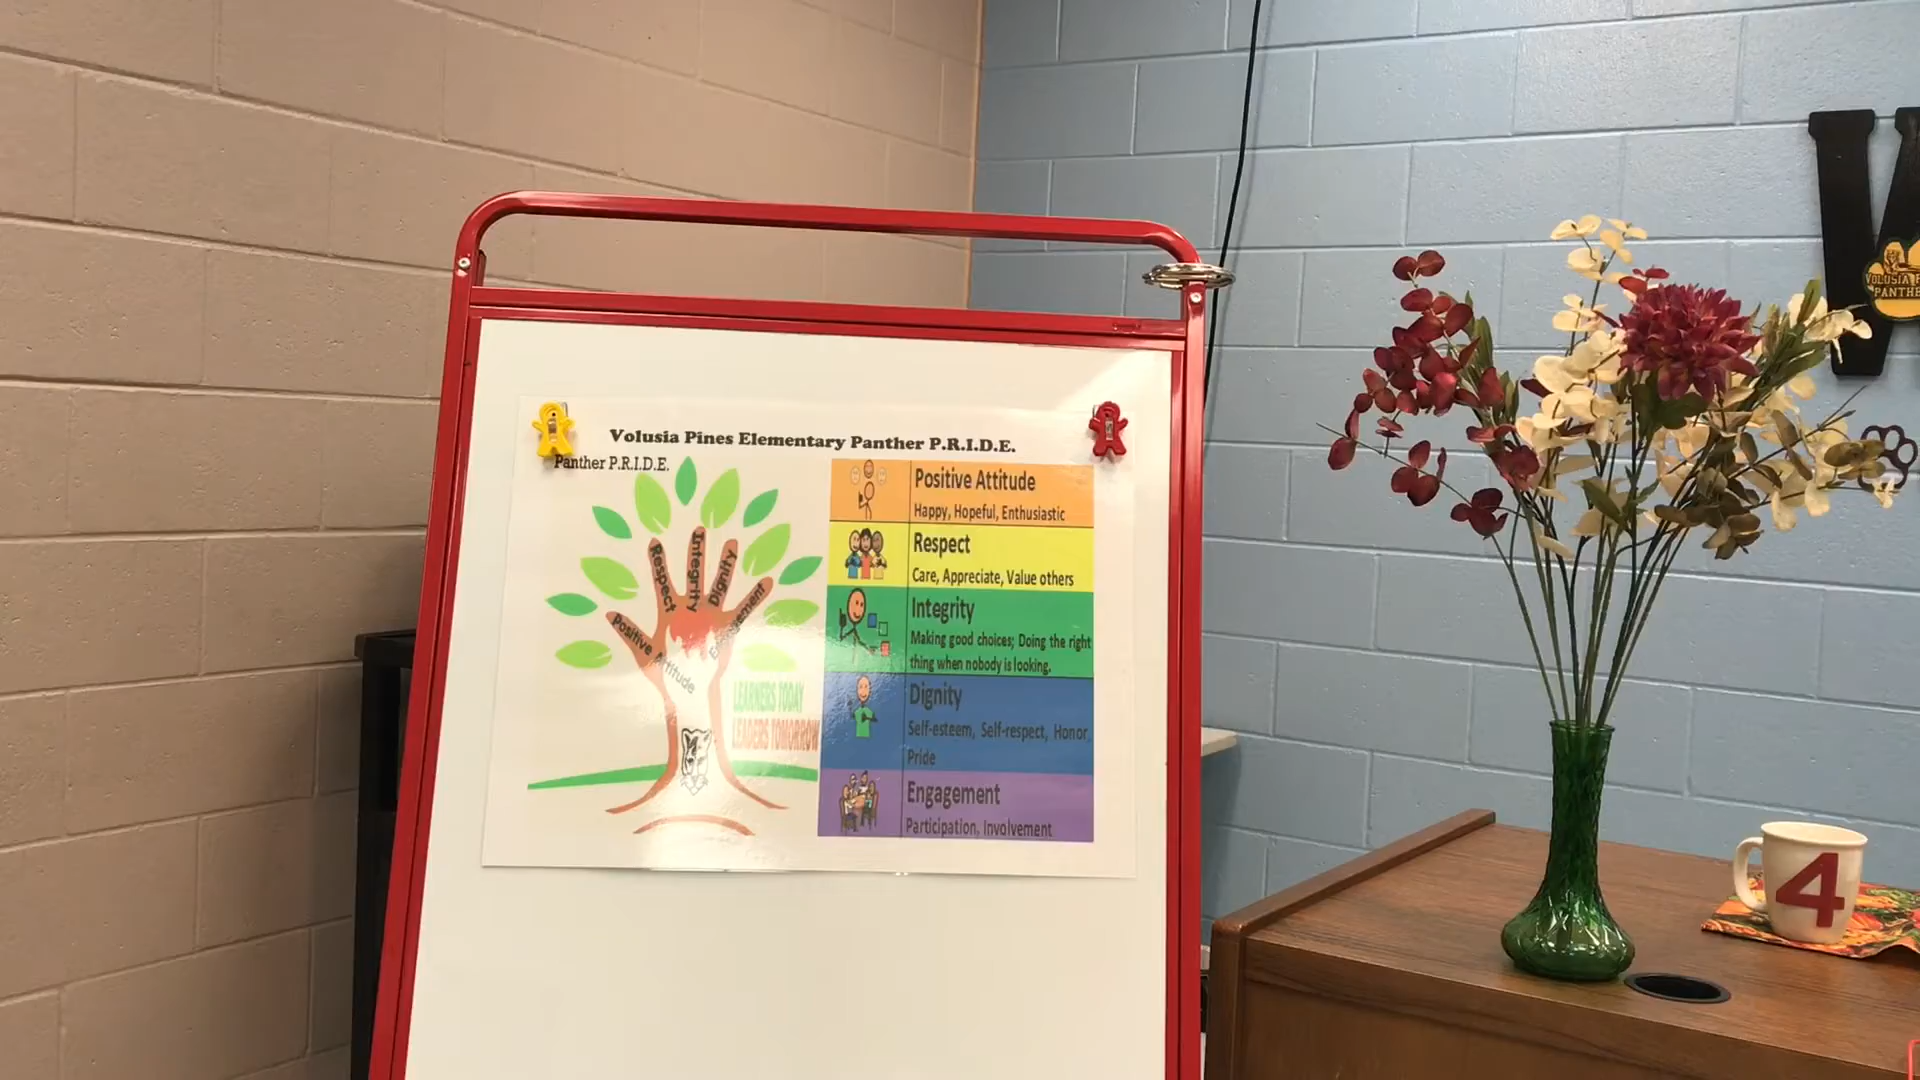 Volusia Pines Elementary Panther P.R.I.D.E.
Panther P.R.I.D.E.
Positive Attitude
Respect
Integrity
Dignity
Engagement
LEARNERS TODAY
LEADERS TOMORROW
Positive Attitude
Happy, Hopeful, Enthusiastic
Respect
Care, Appreciate, Value others
Integrity
Making good choices; Doing the right
thing when nobody is looking.
Dignity
Self-esteem, Self-respect, Honor,
Pride
Engagement
Participation, Involvement
V
VOLUSIA
4